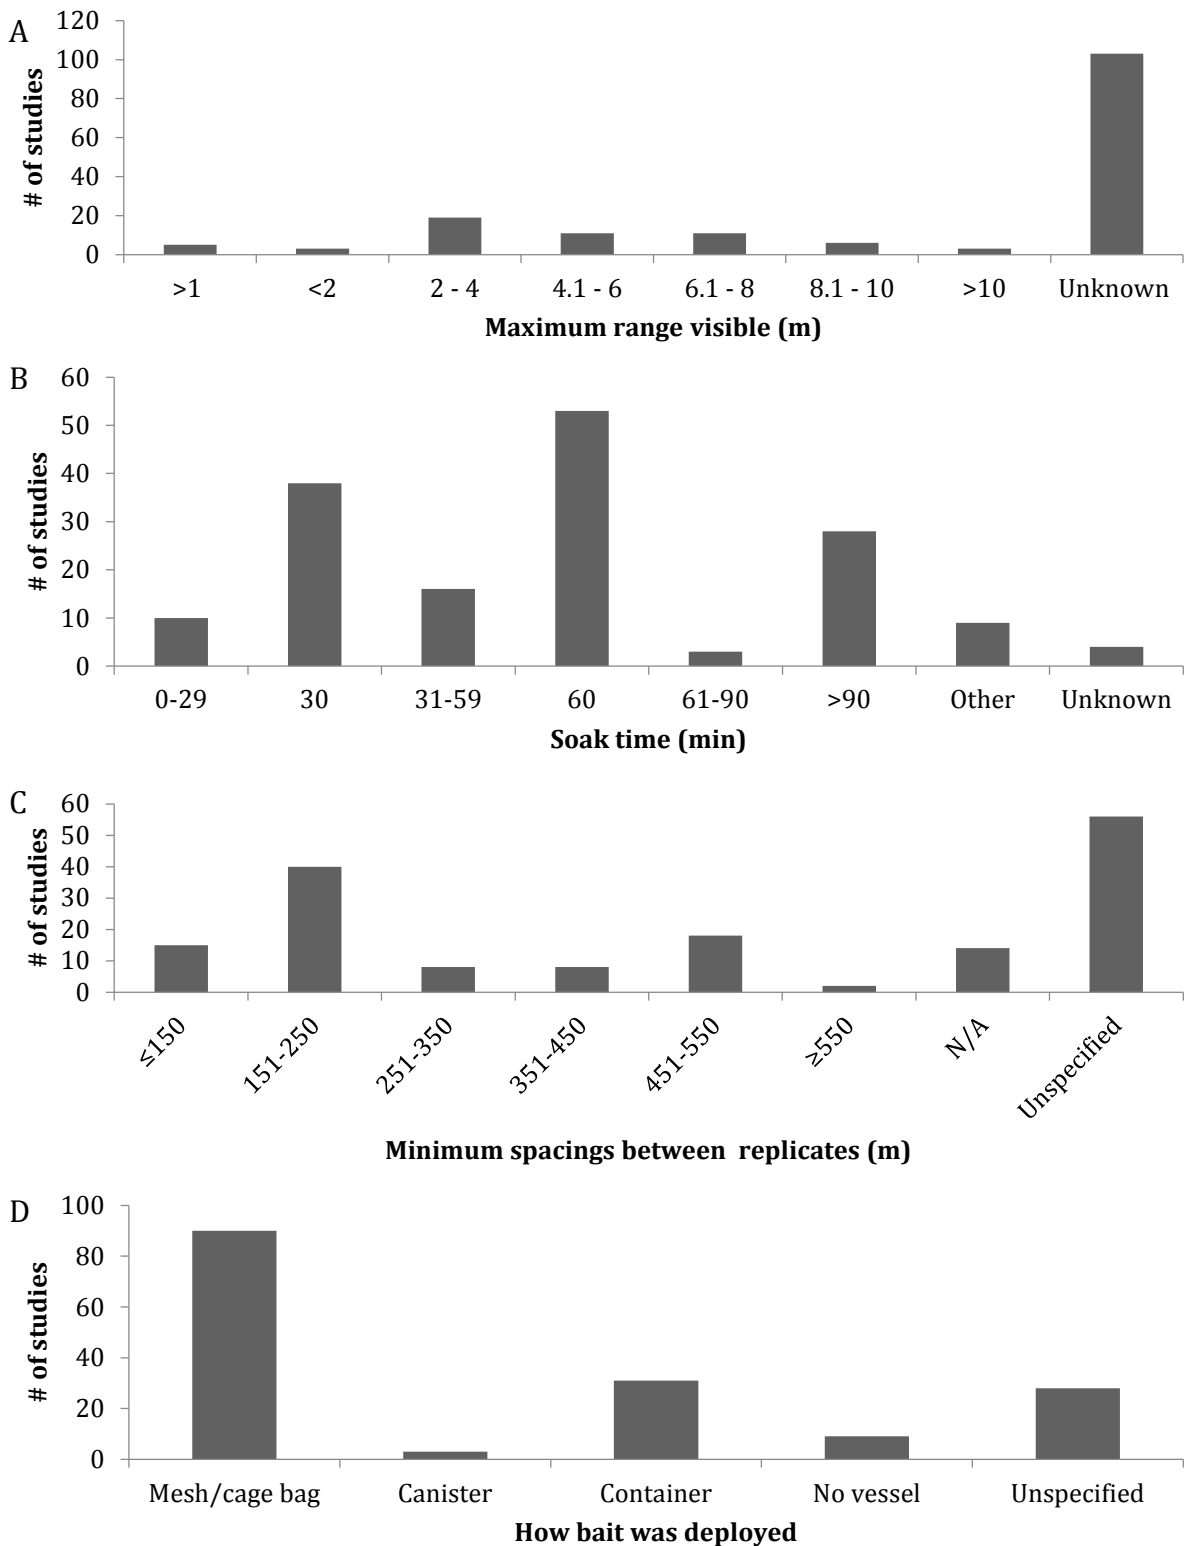 A
# of studies
120
100
80
60
40
20
0
>1 <2 2 - 4 4.1 - 6 6.1 - 8 8.1 - 10 >10 Unknown
Maximum range visible (m)
B
# of studies
60
50
40
30
20
10
0
0-29 30 31-59 60 61-90 >90 Other Unknown
Soak time (min)
C
# of studies
60
50
40
30
20
10
0
≤150 151-250 251-350 351-450 451-550 ≥550 N/A Unspecified
Minimum spacings between  replicates (m)
D
# of studies
100
80
60
40
20
0
Mesh/cage bag Canister Container No vessel Unspecified
How bait was deployed